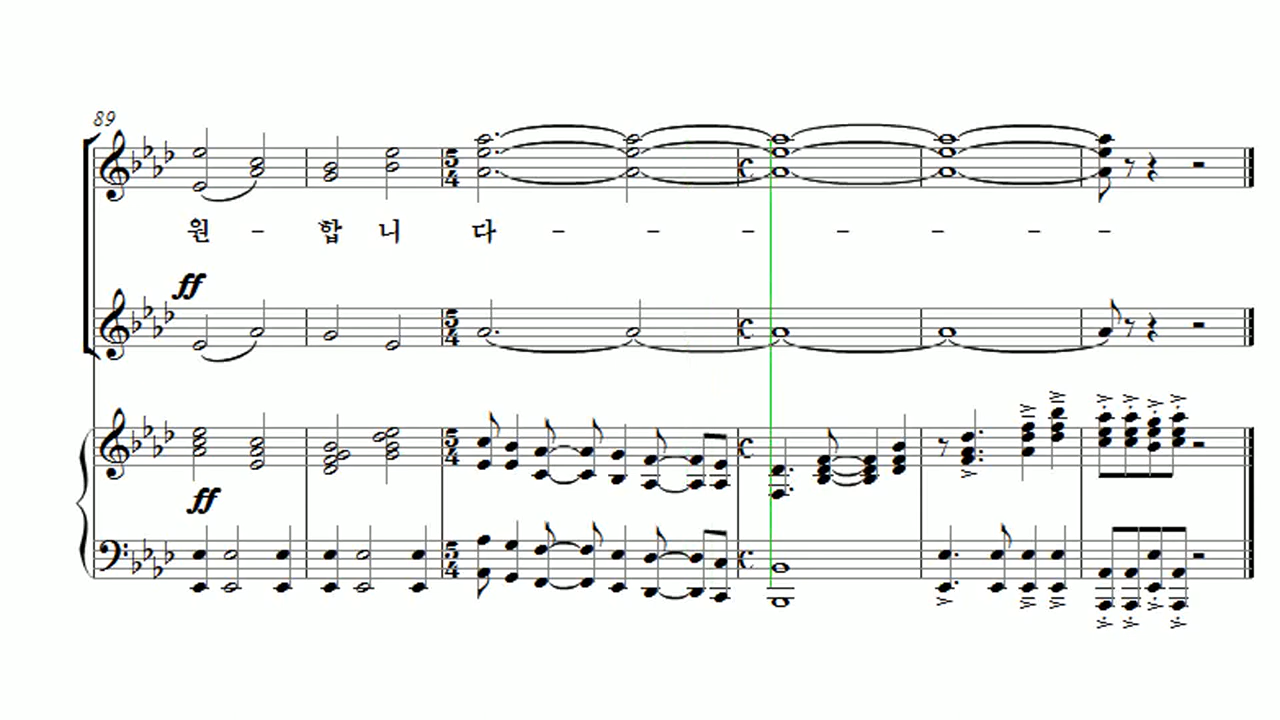 89
원 - 합 니 다 - - - - - - -
ff
ff